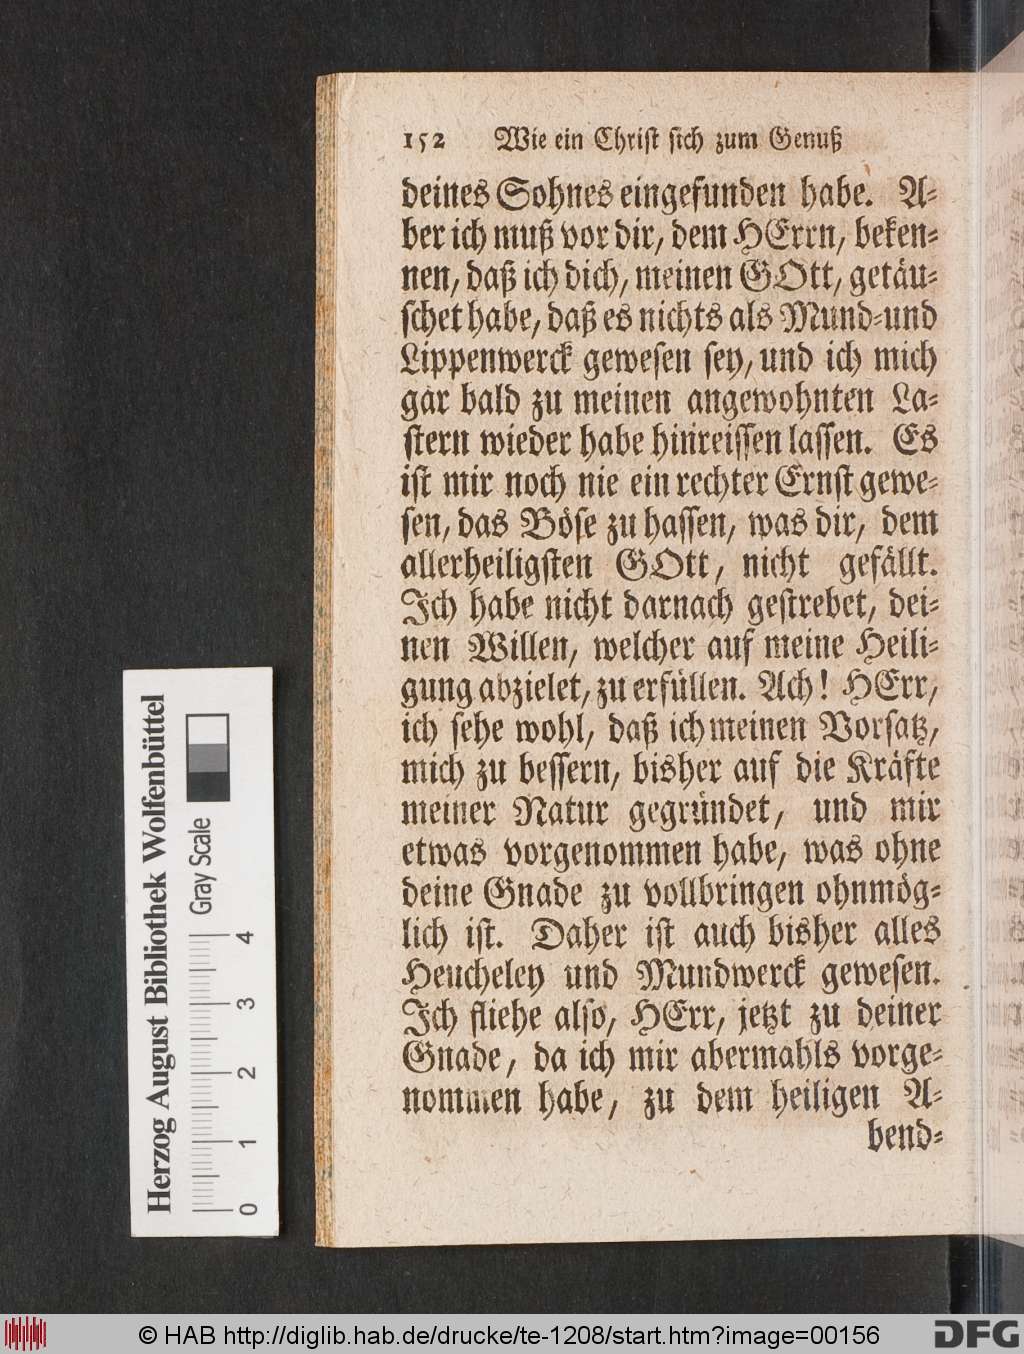 152 Wie ein Christ sich zum Genuß
deines Sohnes eingefunden habe. A-
ber ich muß vor dir, dem HErrn, beken-
nen, daß ich dich, meinen GOtt, getäu-
schet habe, daß es nichts als Mund-und
Lippenwerck gewesen sey, und ich mich
gar bald zu meinen angewohnten La-
stern wieder habe hinreissen lassen. Es
ist mir noch nie ein rechter Ernst gewe-
sen, das Böse zu hassen, was dir, dem
allerheiligsten GOtt, nicht gefällt.
Ich habe nicht darnach gestrebet, dei-
nen Willen, welcher auf meine Heili-
gung abzielet, zu erfüllen. Ach! HErr,
ich sehe wohl, daß ich meinen Vorsatz,
mich zu bessern, bisher auf die Kräfte
meiner Natur gegründet, und mir
etwas vorgenommen habe, was ohne
deine Gnade zu vollbringen ohnmög-
lich ist. Daher ist auch bisher alles
Heucheley und Mundwerck gewesen.
Ich fliehe also, HErr, jetzt zu deiner
Gnade, da ich mir abermahls vorge-
nommen habe, zu dem heiligen A-
bend-
Herzog August Bibliothek Wolfenbüttel
Gray Scale
0 1 2 3 4
© HAB http://diglib.hab.de/drucke/te-1208/start.htm?image=00156
DFG